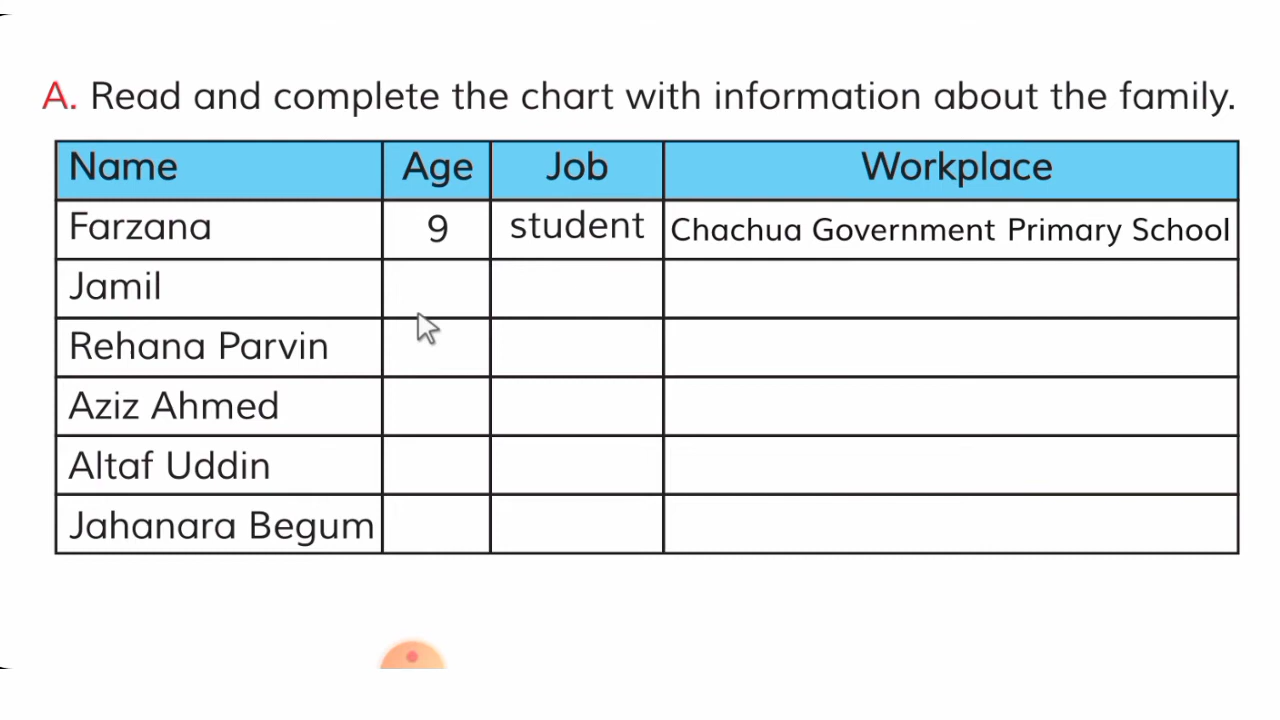 A. Read and complete the chart with information about the family.
Name Age Job Workplace
Farzana 9 student Chachua Government Primary School
Jamil
Rehana Parvin
Aziz Ahmed
Altaf Uddin
Jahanara Begum